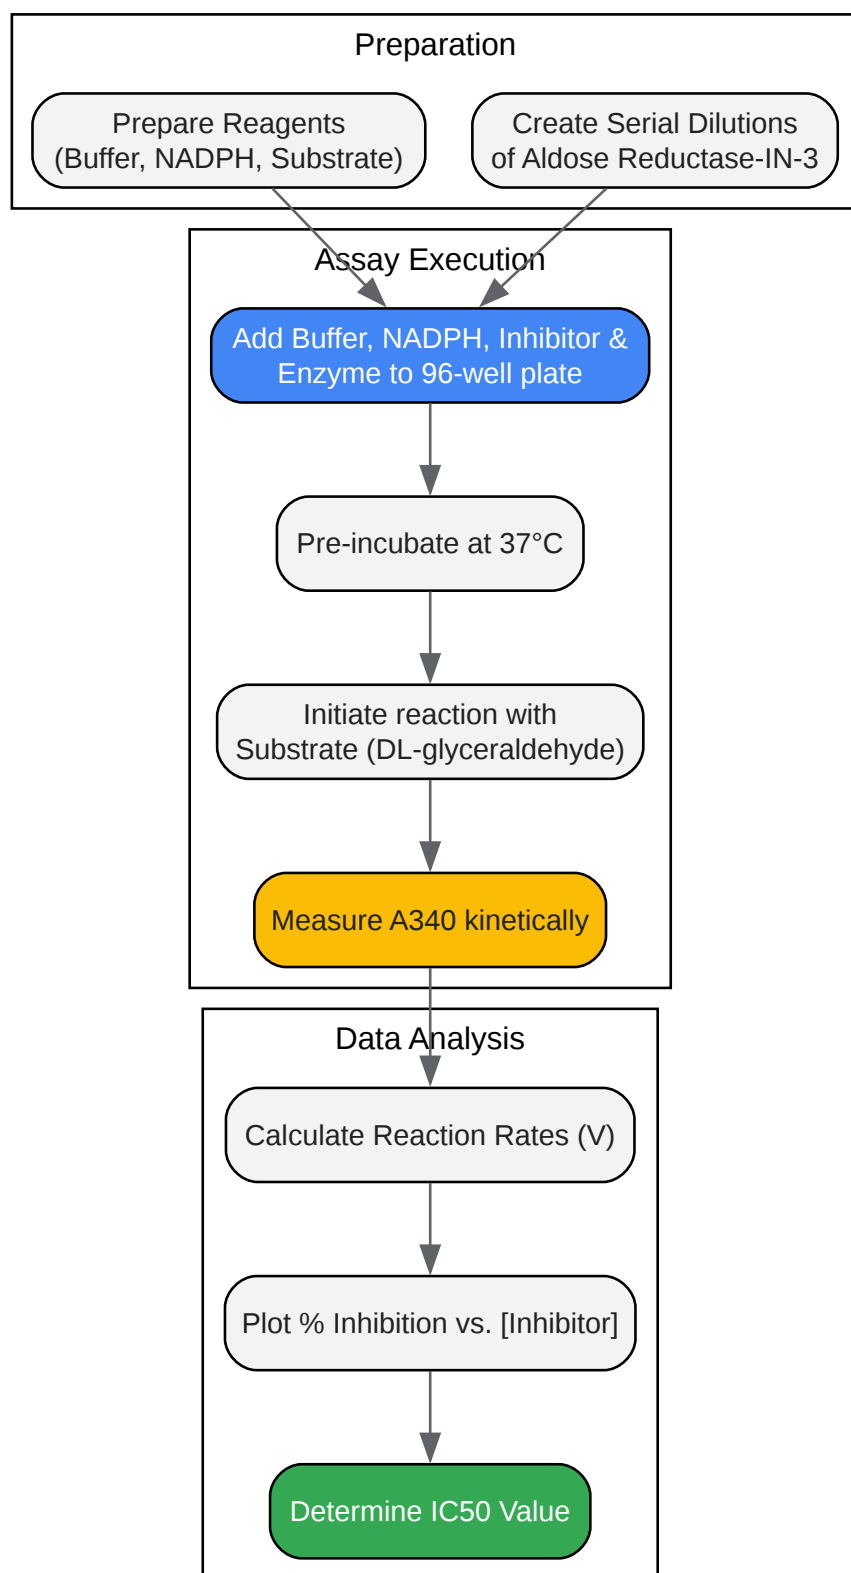 Preparation
Prepare Reagents
(Buffer, NADPH, Substrate)
Create Serial Dilutions
of Aldose Reductase-IN-3
Assay Execution
Add Buffer, NADPH, Inhibitor &
Enzyme to 96-well plate
Pre-incubate at 37°C
Initiate reaction with
Substrate (DL-glyceraldehyde)
Measure A340 kinetically
Data Analysis
Calculate Reaction Rates (V)
Plot % Inhibition vs. [Inhibitor]
Determine IC50 Value